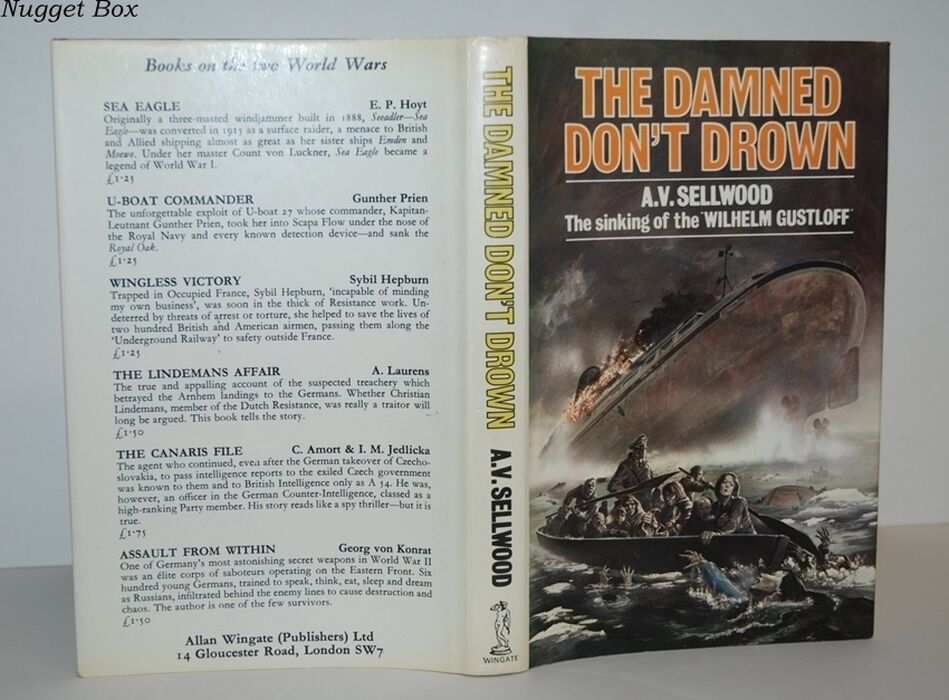 Nugget Box
Books on the two World Wars
SEA EAGLE E. P. Hoyt
Originally a three-masted windjammer built in 1888, Seeadler—Sea
Eagle—was converted in 1915 as a surface raider, a menace to British
and Allied shipping almost as great as her sister ships Emden and
Moewe. Under her master Count von Luckner, Sea Eagle became a
legend of World War I.
£1·25
U-BOAT COMMANDER Gunther Prien
The unforgettable exploit of U-boat 27 whose commander, Kapitan-
Leutnant Gunther Prien, took her into Scapa Flow under the nose of
the Royal Navy and every known detection device—and sank the
Royal Oak.
£1·25
WINGLESS VICTORY Sybil Hepburn
Trapped in Occupied France, Sybil Hepburn, 'incapable of minding
my own business', was soon in the thick of Resistance work. Un-
deterred by threats of arrest or torture, she helped to save the lives of
two hundred British and American airmen, passing them along the
'Underground Railway' to safety outside France.
£1·25
THE LINDEMANS AFFAIR A. Laurens
The true and appalling account of the suspected treachery which
betrayed the Arnhem landings to the Germans. Whether Christian
Lindemans, member of the Dutch Resistance, was really a traitor will
long be argued. This book tells the story.
£1·50
THE CANARIS FILE C. Amort & I. M. Jedlicka
The agent who continued, even after the German takeover of Czecho-
slovakia, to pass intelligence reports to the exiled Czech government
was known to them and to British Intelligence only as A 54. He was,
however, an officer in the German Counter-Intelligence, classed as a
high-ranking Party member. His story reads like a spy thriller—but it is
true.
£1·75
ASSAULT FROM WITHIN Georg von Konrat
One of Germany's most astonishing secret weapons in World War II
was an élite corps of saboteurs operating on the Eastern Front. Six
hundred young Germans, trained to speak, think, eat, sleep and dream
as Russians, infiltrated behind the enemy lines to cause destruction and
chaos. The author is one of the few survivors.
£1·50
Allan Wingate (Publishers) Ltd
14 Gloucester Road, London SW7
THE DAMNED DON'T DROWN A.V. SELLWOOD
WINGATE
THE DAMNED
DON'T DROWN
A.V. SELLWOOD
The sinking of the 'WILHELM GUSTLOFF'